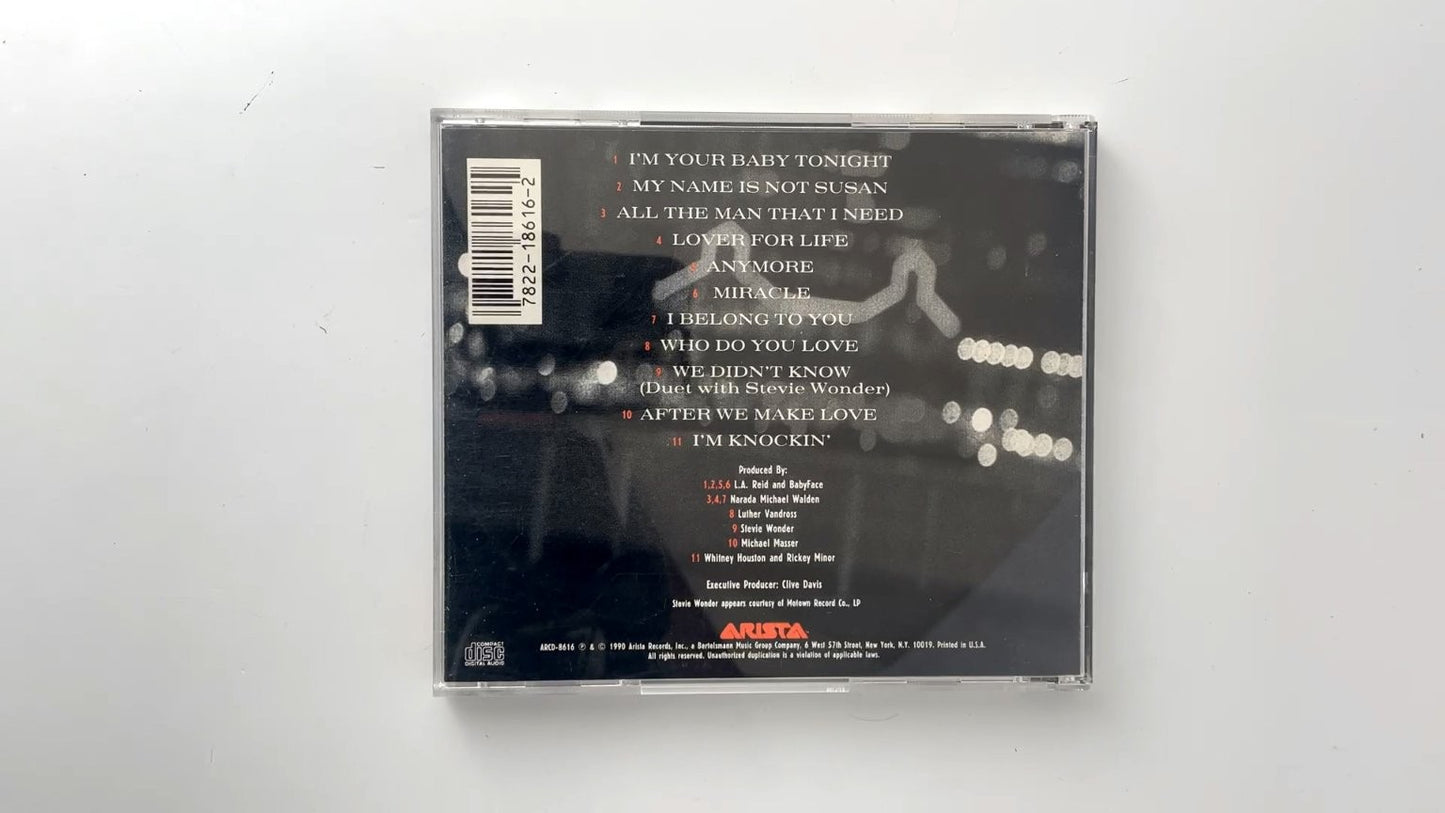 7822-18616-2
1 I'M YOUR BABY TONIGHT
2 MY NAME IS NOT SUSAN
3 ALL THE MAN THAT I NEED
4 LOVER FOR LIFE
5 ANYMORE
6 MIRACLE
7 I BELONG TO YOU
8 WHO DO YOU LOVE
9 WE DIDN'T KNOW
(Duet with Stevie Wonder)
10 AFTER WE MAKE LOVE
11 I'M KNOCKIN'
Produced By:
1,2,5,6 L.A. Reid and BabyFace
3,4,7 Narada Michael Walden
8 Luther Vandross
9 Stevie Wonder
10 Michael Masser
11 Whitney Houston and Rickey Minor
Executive Producer: Clive Davis
Stevie Wonder appears courtesy of Motown Record Co., LP
ARISTA
COMPACT
disc
DIGITAL AUDIO
ARCD-8616 ℗ & © 1990 Arista Records, Inc., a Bertelsmann Music Group Company, 6 West 57th Street, New York, N.Y. 10019. Printed in U.S.A.
All rights reserved. Unauthorized duplication is a violation of applicable laws.